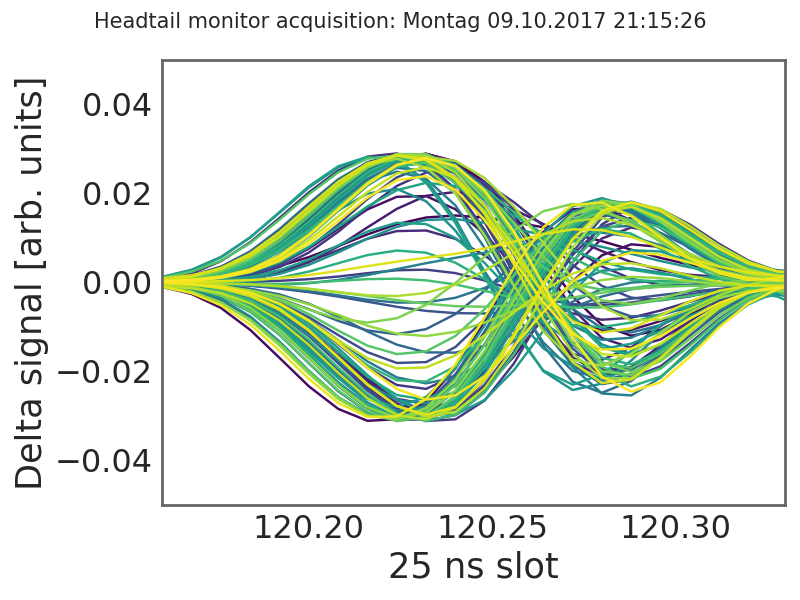 Headtail monitor acquisition: Montag 09.10.2017 21:15:26
Delta signal [arb. units]
0.04
0.02
0.00
−0.02
−0.04
120.20 120.25 120.30
25 ns slot